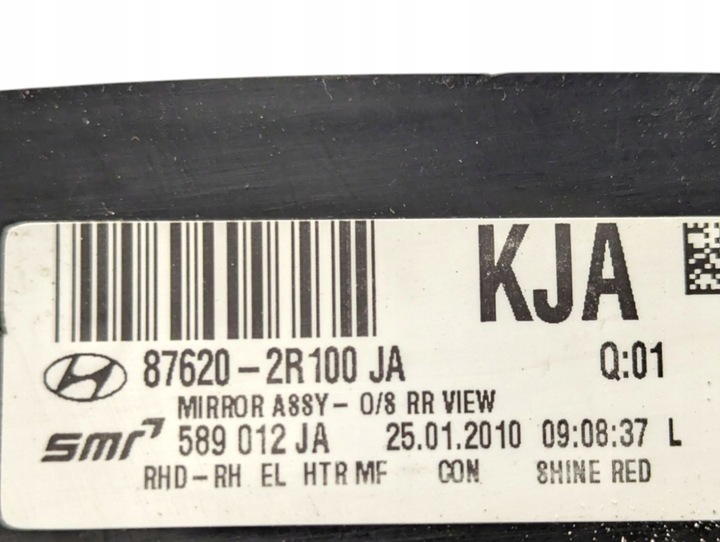 KJA
87620-2R100 JA Q:01
MIRROR ASSY- O/S RR VIEW
smr 589 012 JA 25.01.2010 09:08:37 L
RHD-RH EL HTR MF CON SHINE RED